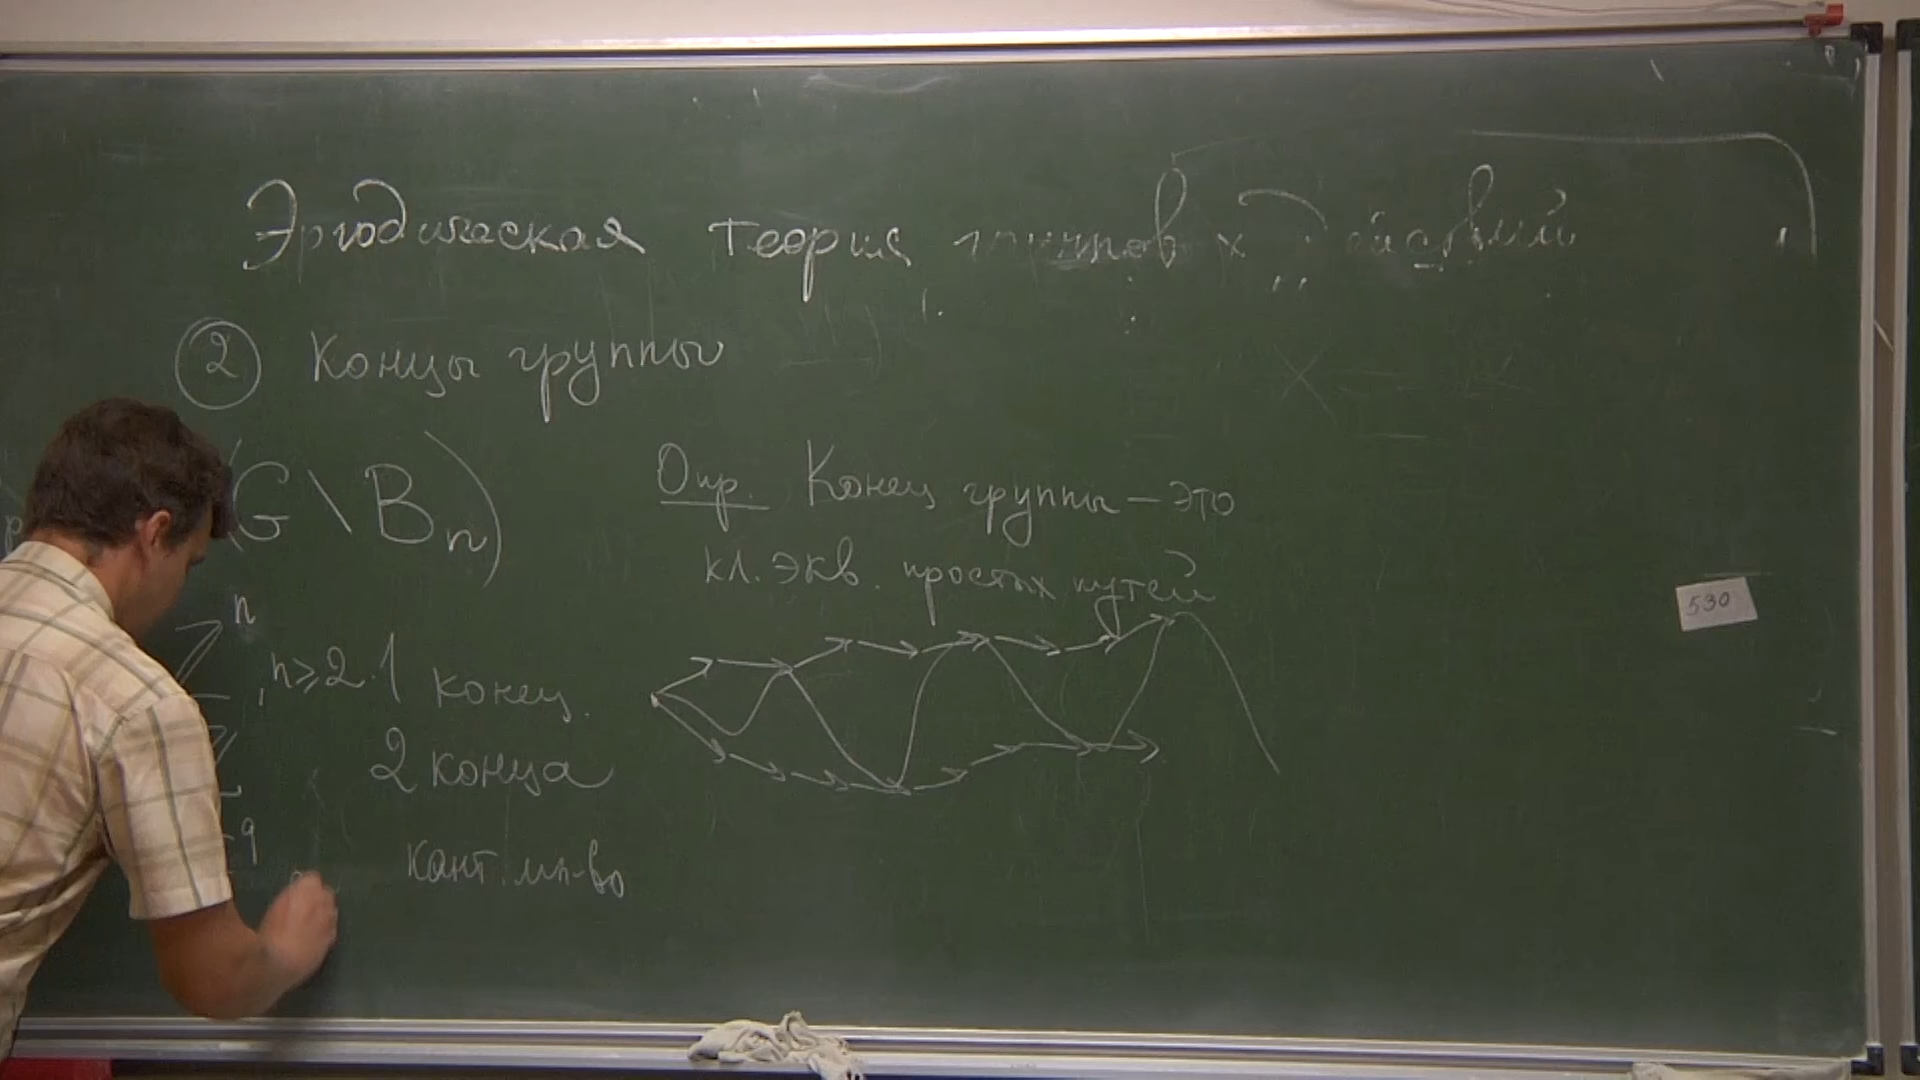 Эргодическая теория групповых действий
② Концы группы
(G \ Bₙ)
Опр. Конец группы — это
кл. экв. простых путей
n
, n ⩾ 2. 1 конец.
2 конца
кант. мн-во
530